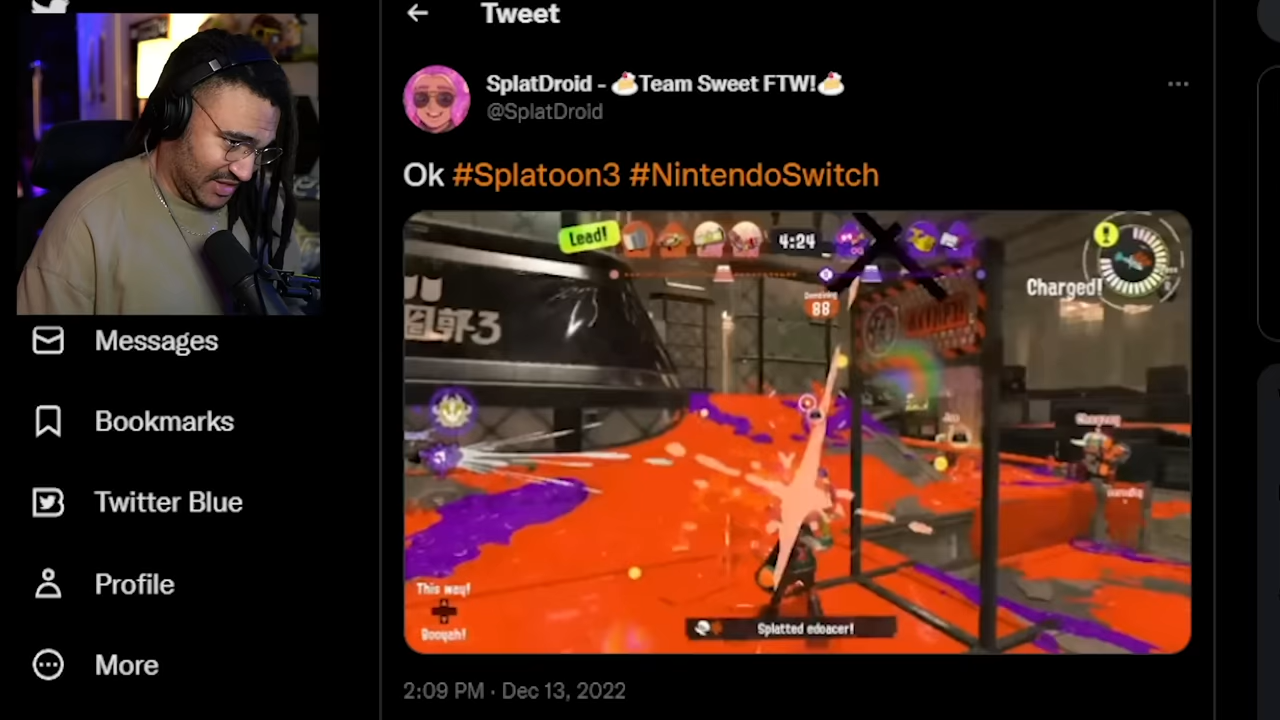 Tweet
SplatDroid - 🍰Team Sweet FTW!🍰
@SplatDroid
Ok #Splatoon3 #NintendoSwitch
Lead!
4:24
88
Charged!
This way!
Booyah!
Splatted edoacer!
2:09 PM · Dec 13, 2022
Messages
Bookmarks
Twitter Blue
Profile
More